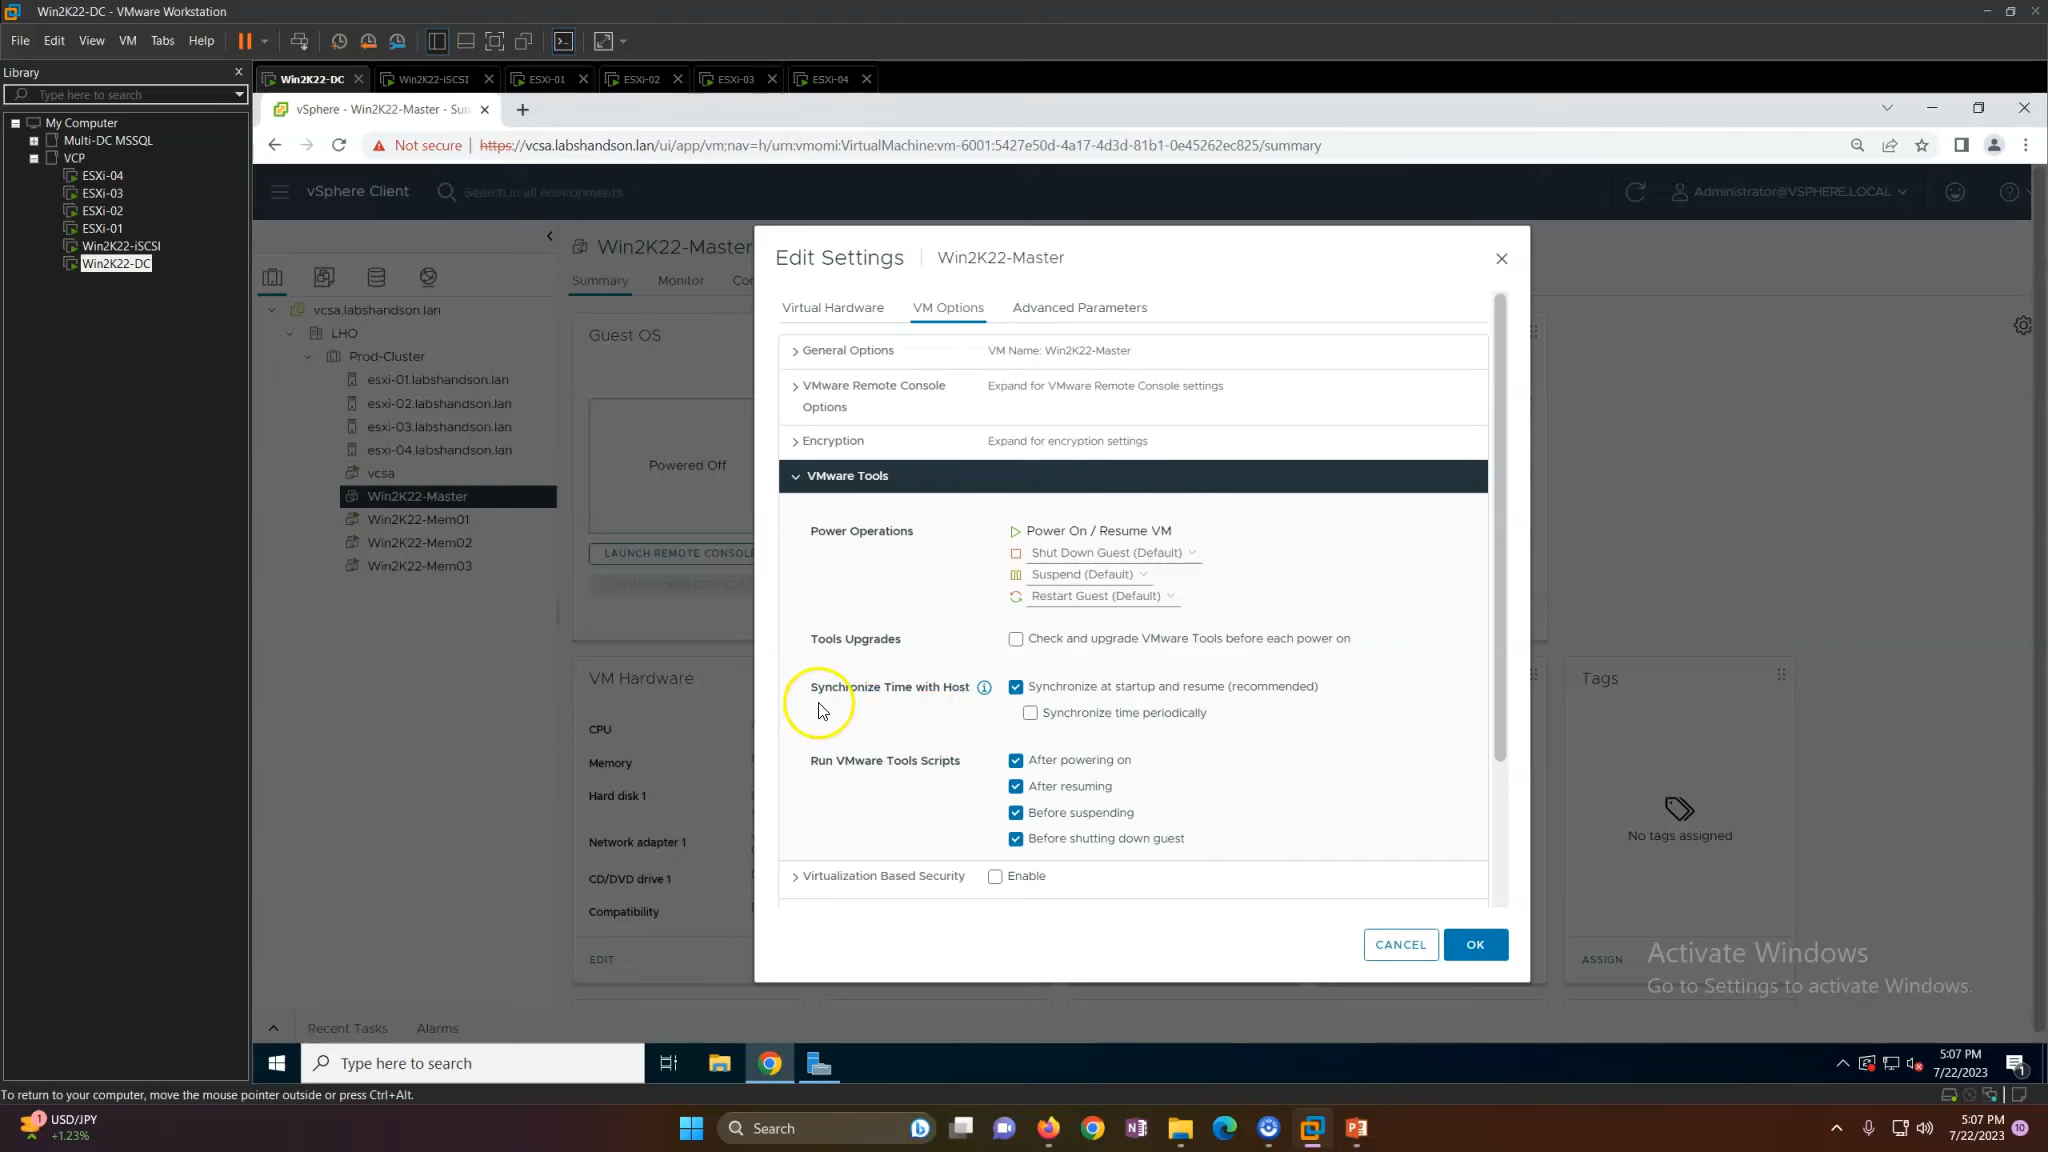 Win2K22-DC - VMware Workstation
File Edit View VM Tabs Help
Library
Type here to search
My Computer
Multi-DC MSSQL
VCP
ESXi-04
ESXi-03
ESXi-02
ESXi-01
Win2K22-iSCSI
Win2K22-DC
Win2K22-DC Win2K22-iSCSI ESXi-01 ESXi-02 ESXi-03 ESXi-04
vSphere - Win2K22-Master - Sum
Not secure https://vcsa.labshandson.lan/ui/app/vm;nav=h/urn:vmomi:VirtualMachine:vm-6001:5427e50d-4a17-4d3d-81b1-0e45262ec825/summary
vSphere Client Search in all environments Administrator@VSPHERE.LOCAL
vcsa.labshandson.lan
LHO
Prod-Cluster
esxi-01.labshandson.lan
esxi-02.labshandson.lan
esxi-03.labshandson.lan
esxi-04.labshandson.lan
vcsa
Win2K22-Master
Win2K22-Mem01
Win2K22-Mem02
Win2K22-Mem03
Win2K22-Master
Summary Monitor
Guest OS
Powered Off
LAUNCH REMOTE CONSOLE
LAUNCH WEB CONSOLE
VM Hardware
CPU
Memory
Hard disk 1
Network adapter 1
CD/DVD drive 1
Compatibility
EDIT
Edit Settings Win2K22-Master
Virtual Hardware VM Options Advanced Parameters
General Options VM Name: Win2K22-Master
VMware Remote Console Options Expand for VMware Remote Console settings
Encryption Expand for encryption settings
VMware Tools
Power Operations Power On / Resume VM
Shut Down Guest (Default)
Suspend (Default)
Restart Guest (Default)
Tools Upgrades Check and upgrade VMware Tools before each power on
Synchronize Time with Host Synchronize at startup and resume (recommended)
Synchronize time periodically
Run VMware Tools Scripts After powering on
After resuming
Before suspending
Before shutting down guest
Virtualization Based Security Enable
CANCEL OK
Tags
No tags assigned
ASSIGN
Activate Windows
Go to Settings to activate Windows.
Recent Tasks Alarms
Type here to search
5:07 PM
7/22/2023
1
To return to your computer, move the mouse pointer outside or press Ctrl+Alt.
1
USD/JPY
+1.23%
Search
5:07 PM
7/22/2023
10